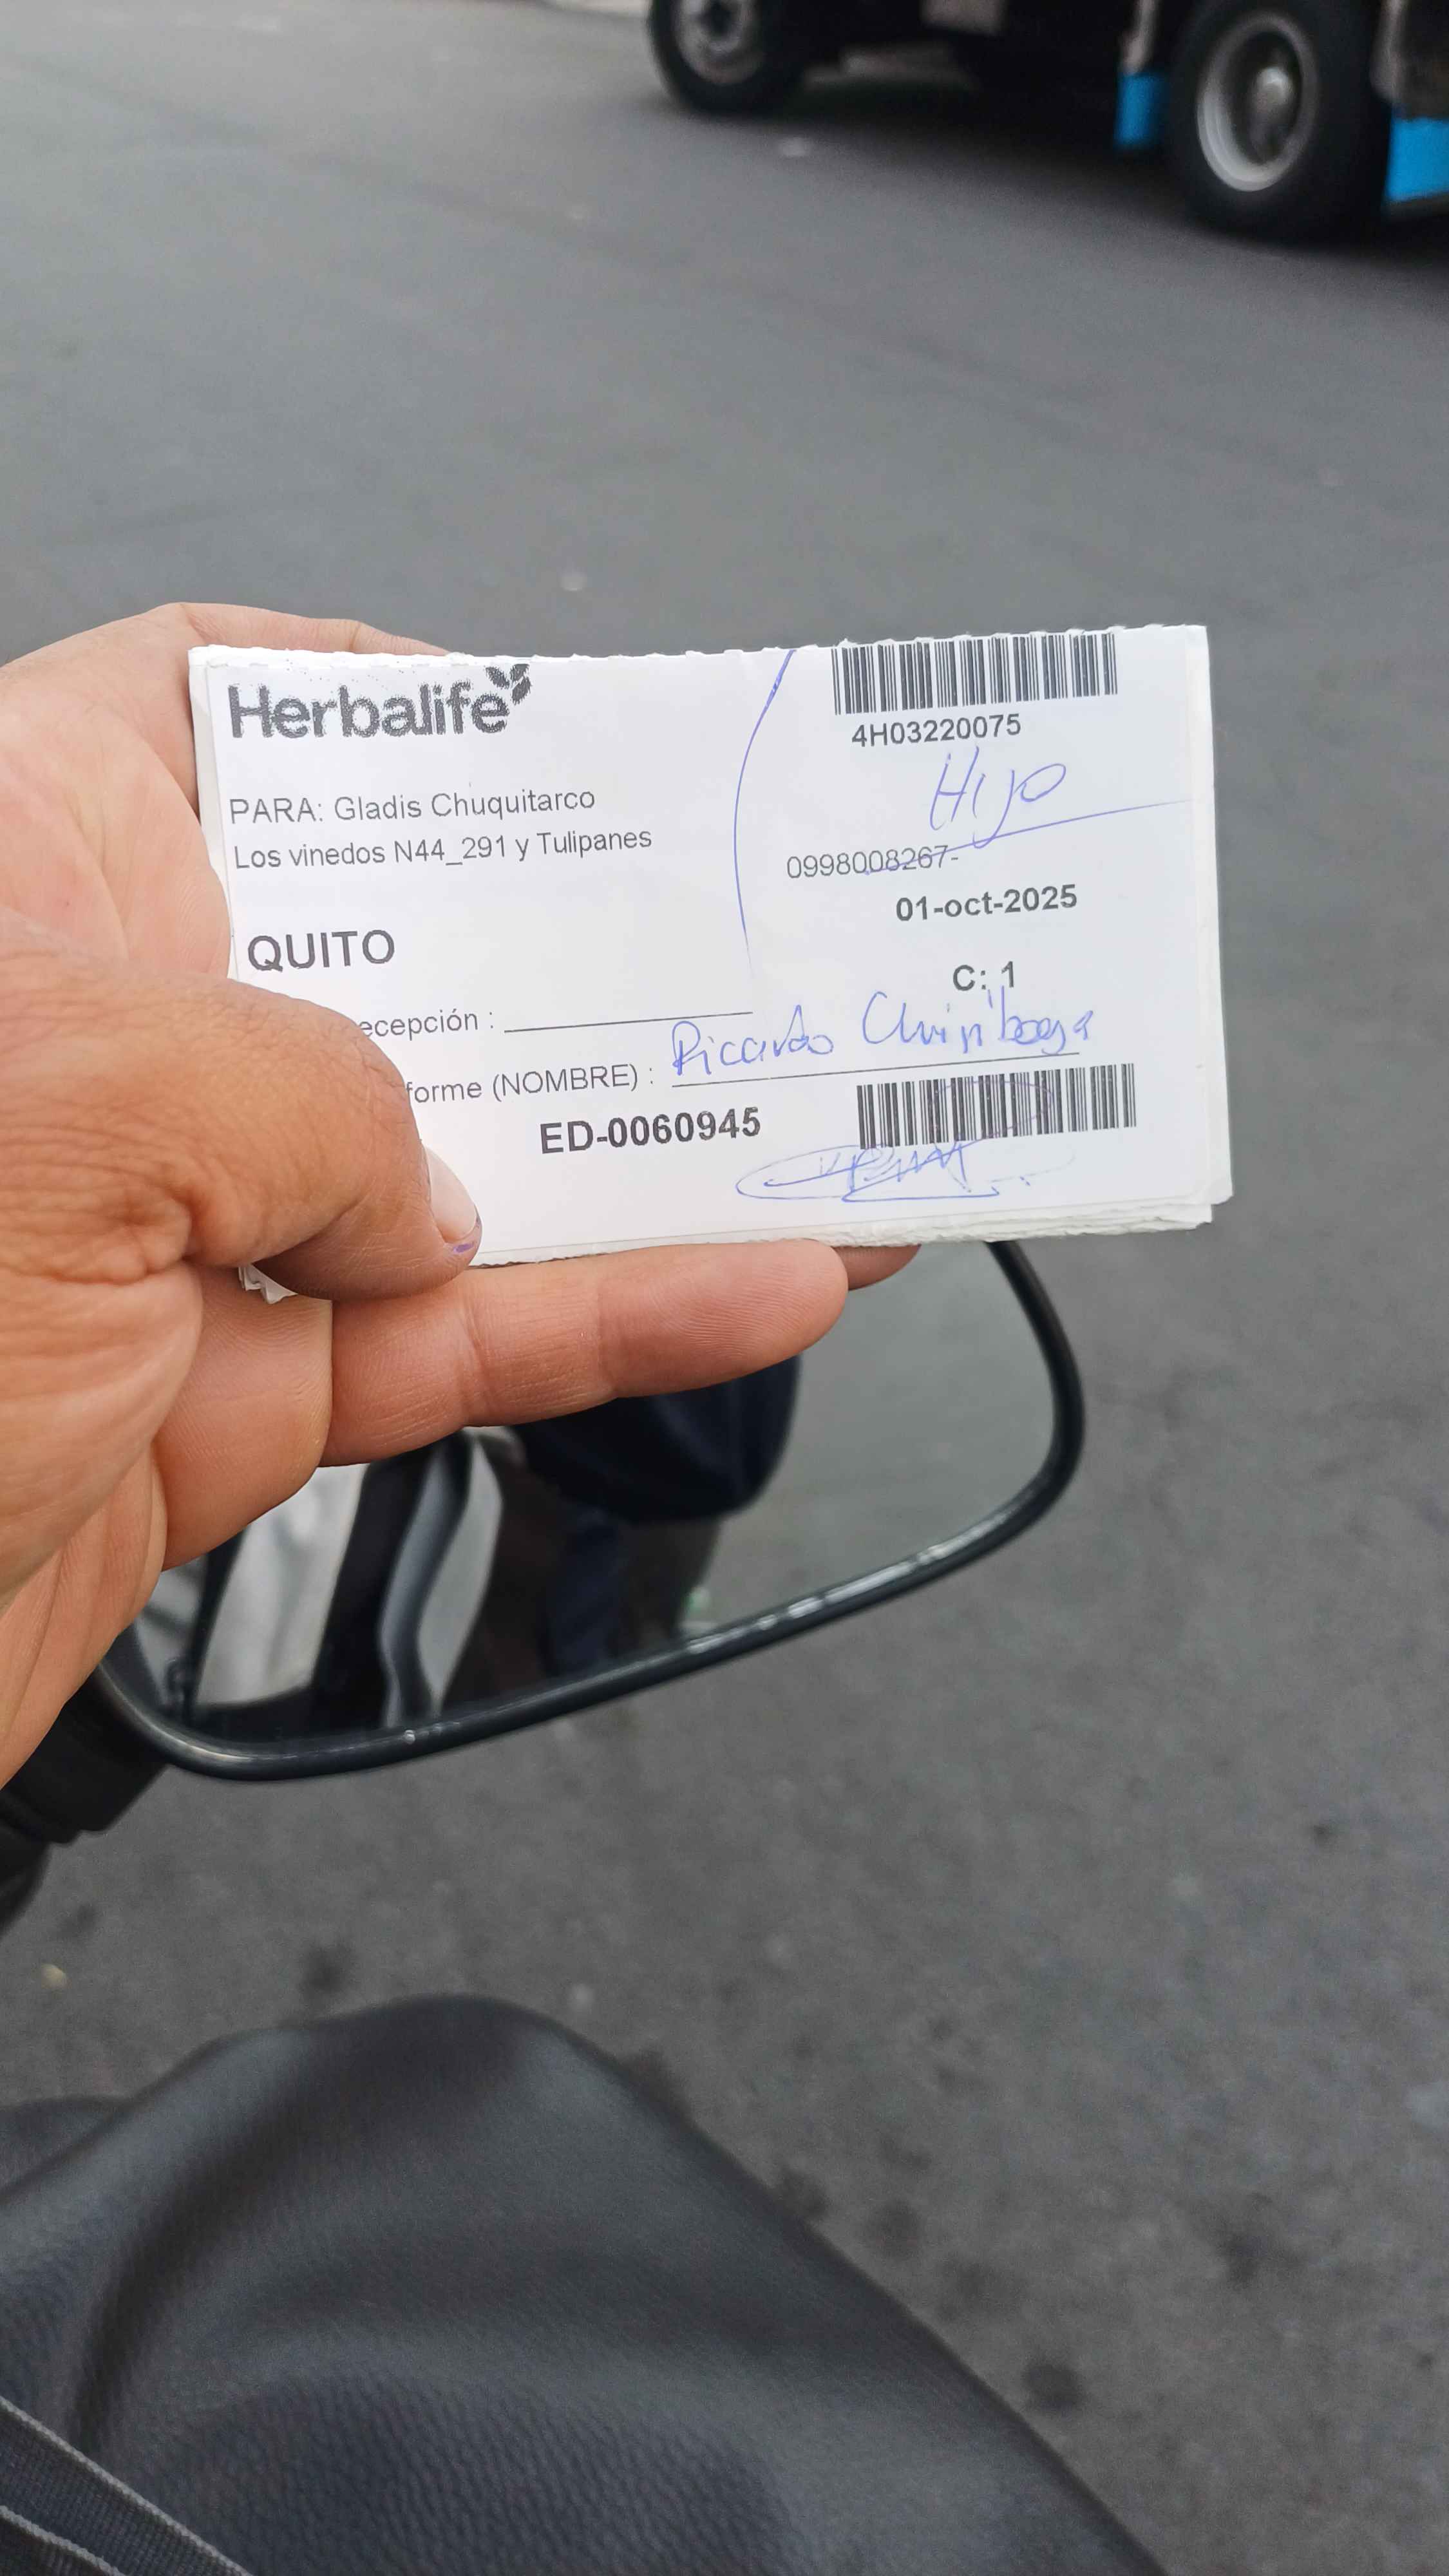 Herbalife
4H03220075
Hijo
PARA: Gladis Chuquitarco
Los vinedos N44_291 y Tulipanes
0998008267-
01-oct-2025
QUITO
C: 1
ecepción :
forme (NOMBRE) : Ricardo Chiriboga
ED-0060945